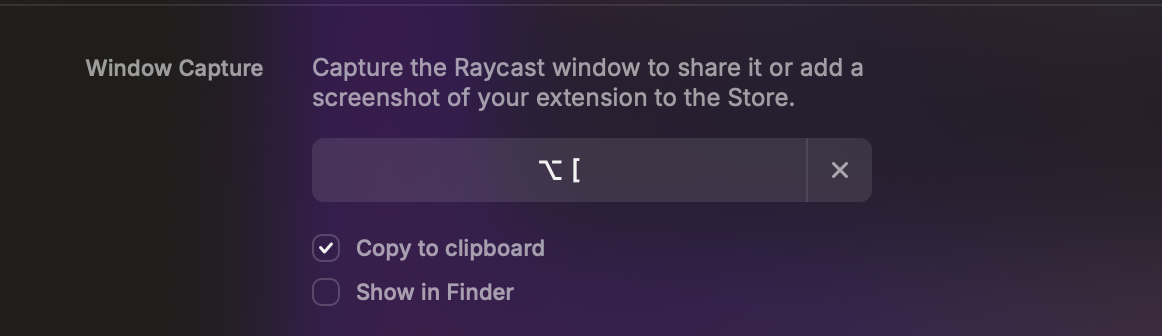 Window Capture
Capture the Raycast window to share it or add a
screenshot of your extension to the Store.
⌥ [
Copy to clipboard
Show in Finder